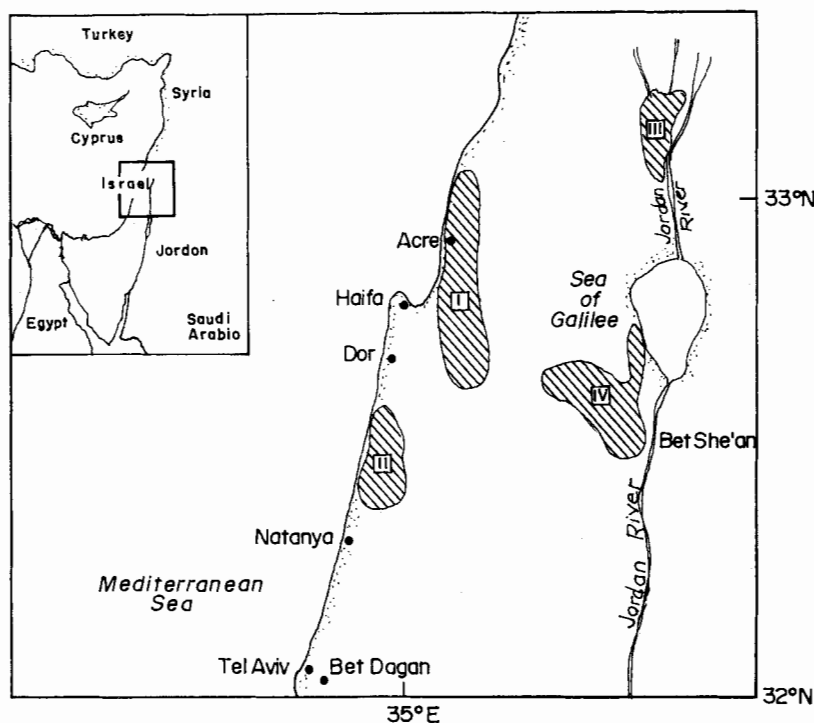 Turkey
Syria
Cyprus
Israel
Jordon
Egypt
Saudi
Arabio
III
Jordan
River
33°N
Acre
I
Haifa
Sea
of
Galilee
Dor
IV
Bet She'an
II
Natanya
Jordan River
Mediterranean
Sea
Tel Aviv
Bet Dagan
32°N
35°E